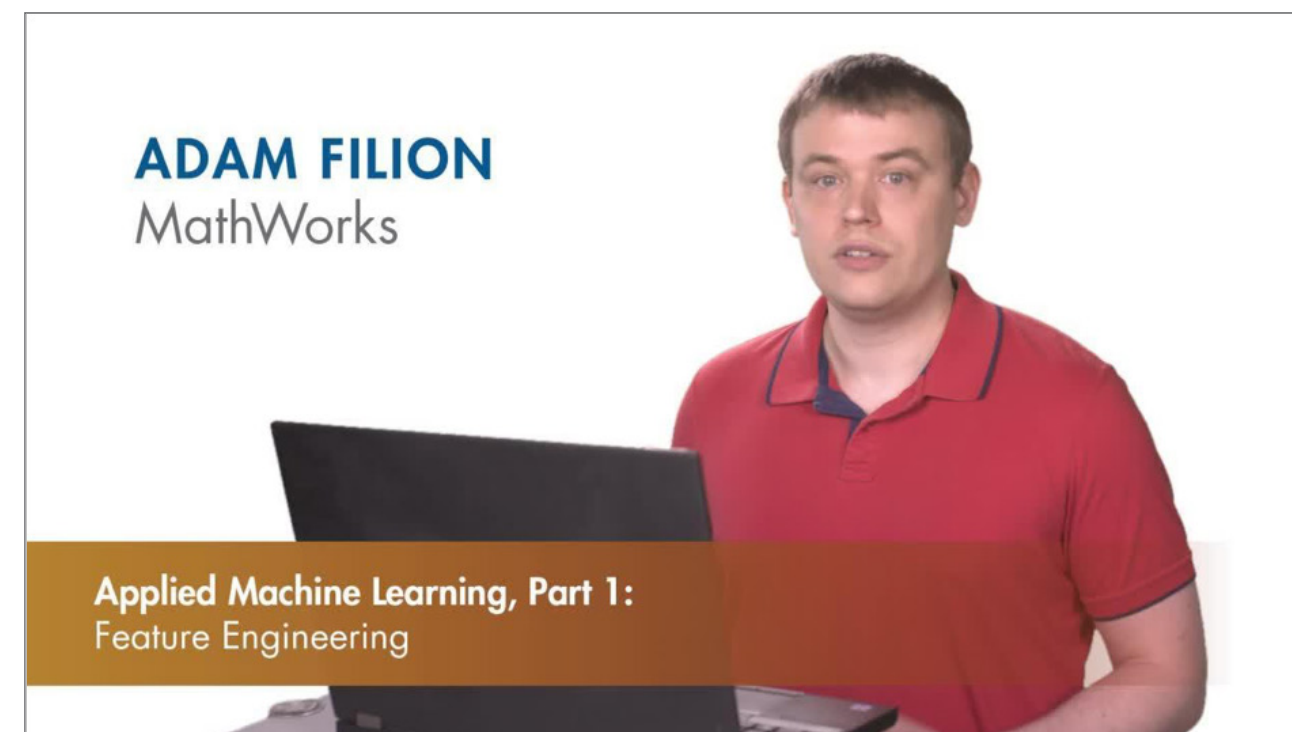 ADAM FILION
MathWorks
Applied Machine Learning, Part 1:
Feature Engineering